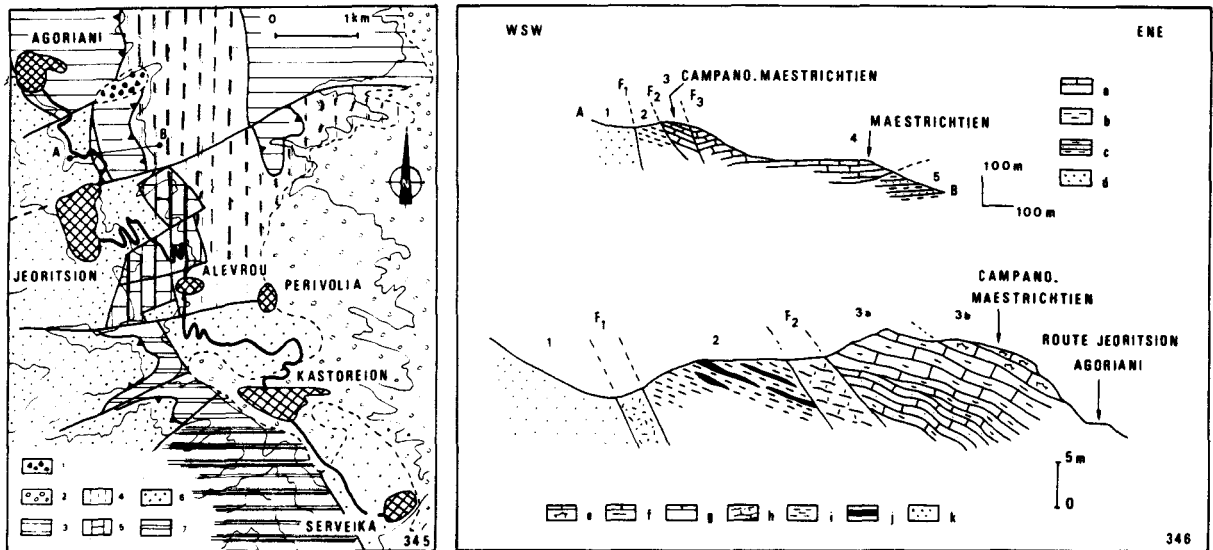 AGORIANI
0 1km
B
A
N
JEORITSION
ALEVROU
PERIVOLIA
KASTOREION
SERVEIKA
1
2 4 6
3 5 7
345
WSW ENE
A 1 F1 2 F2 3 F3
CAMPANO.MAESTRICHTIEN
4 MAESTRICHTIEN
5 B
100m
100m
a
b
c
d
1 F1 2 F2 3a 3b
CAMPANO.
MAESTRICHTIEN
ROUTE JEORITSION
AGORIANI
5m
0
e f g h i j k
346